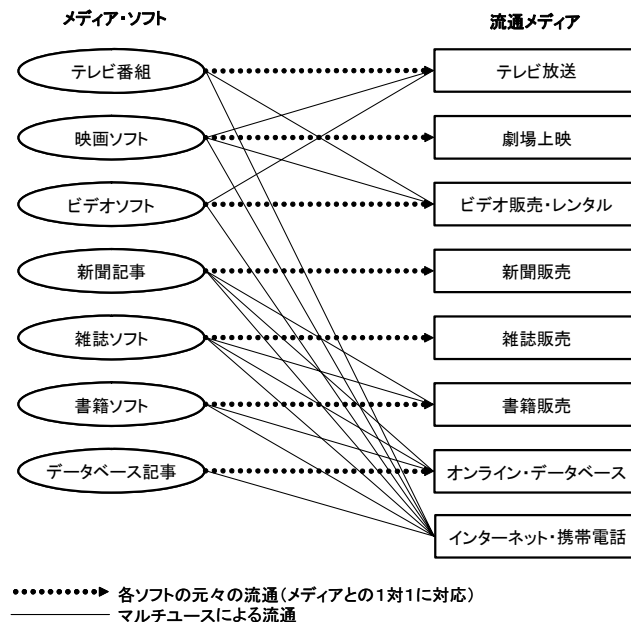 メディア・ソフト
流通メディア
テレビ番組
テレビ放送
映画ソフト
劇場上映
ビデオソフト
ビデオ販売・レンタル
新聞記事
新聞販売
雑誌ソフト
雑誌販売
書籍ソフト
書籍販売
データベース記事
オンライン・データベース
インターネット・携帯電話
各ソフトの元々の流通(メディアとの1対1に対応)
マルチユースによる流通